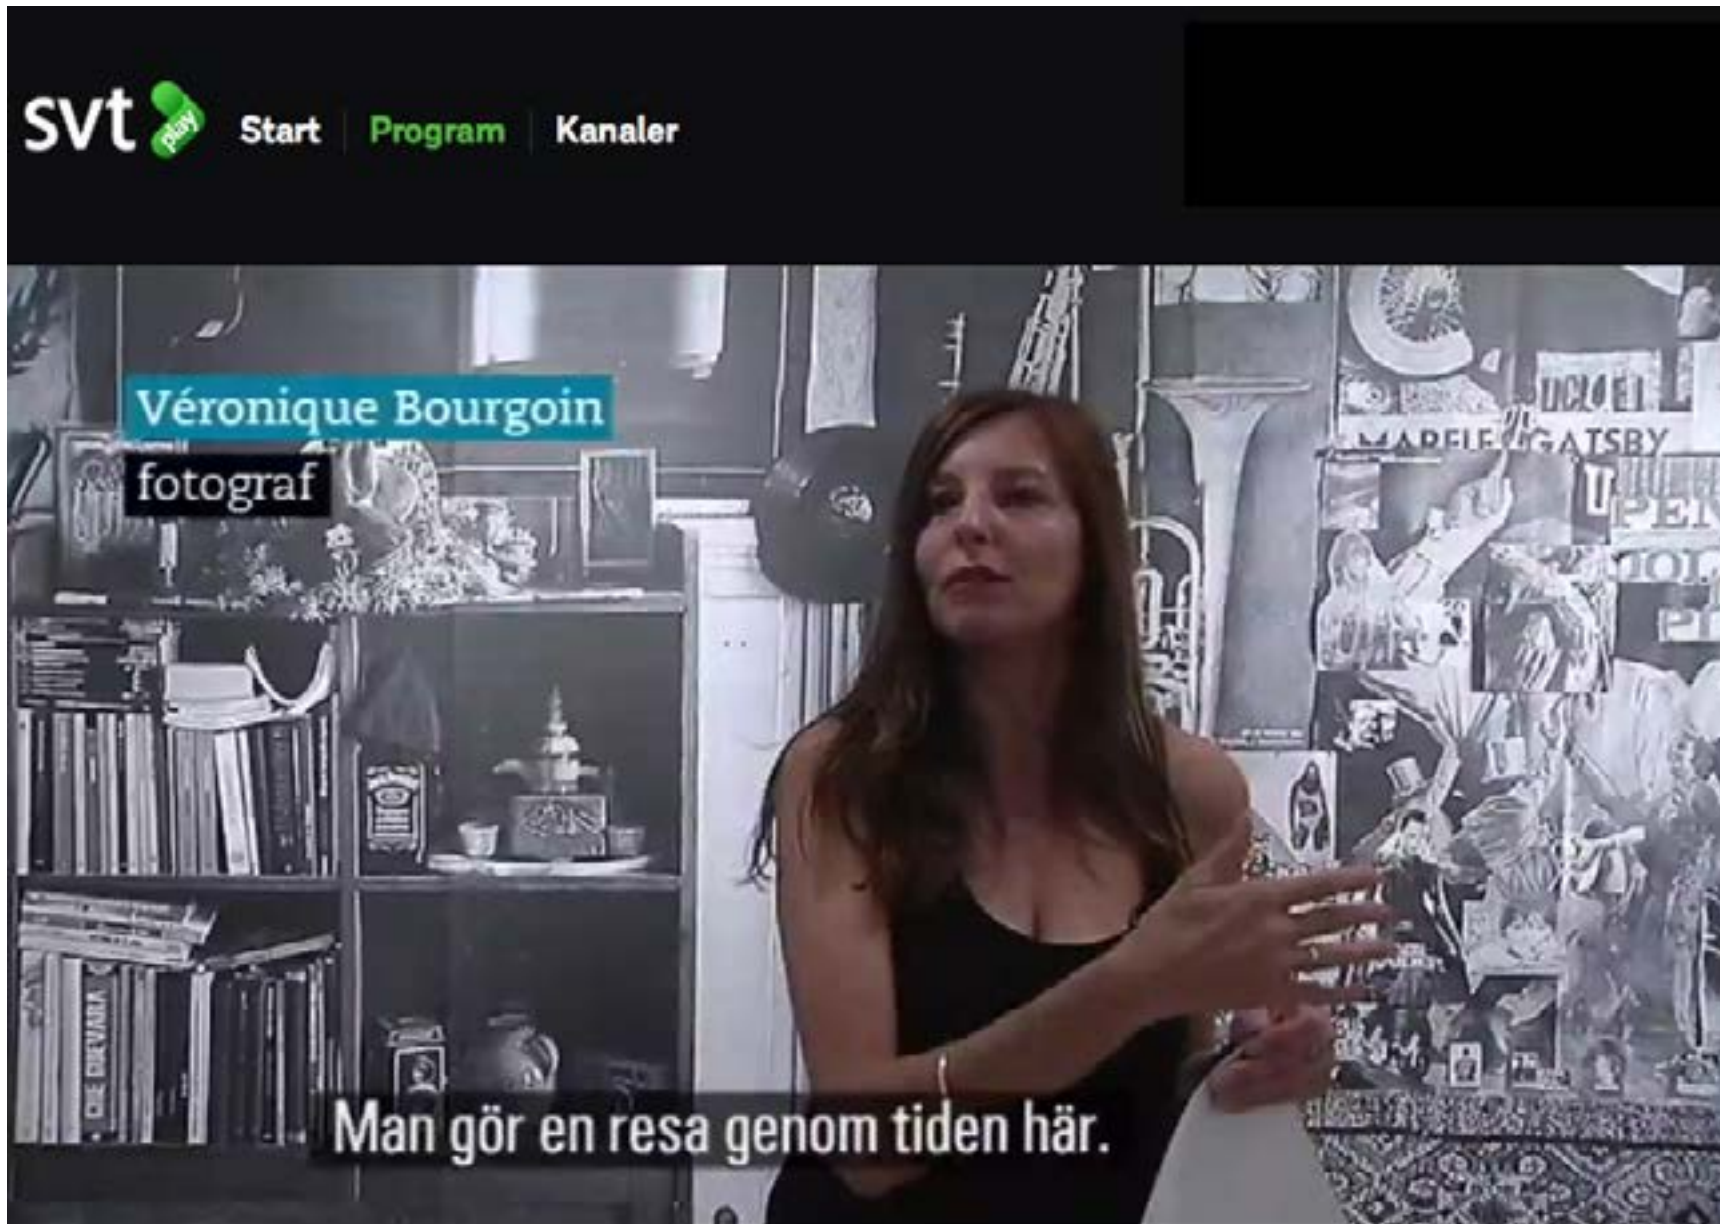 svt play Start Program Kanaler
Véronique Bourgoin
fotograf
GATSBY
CHE GUEVARA
Man gör en resa genom tiden här.